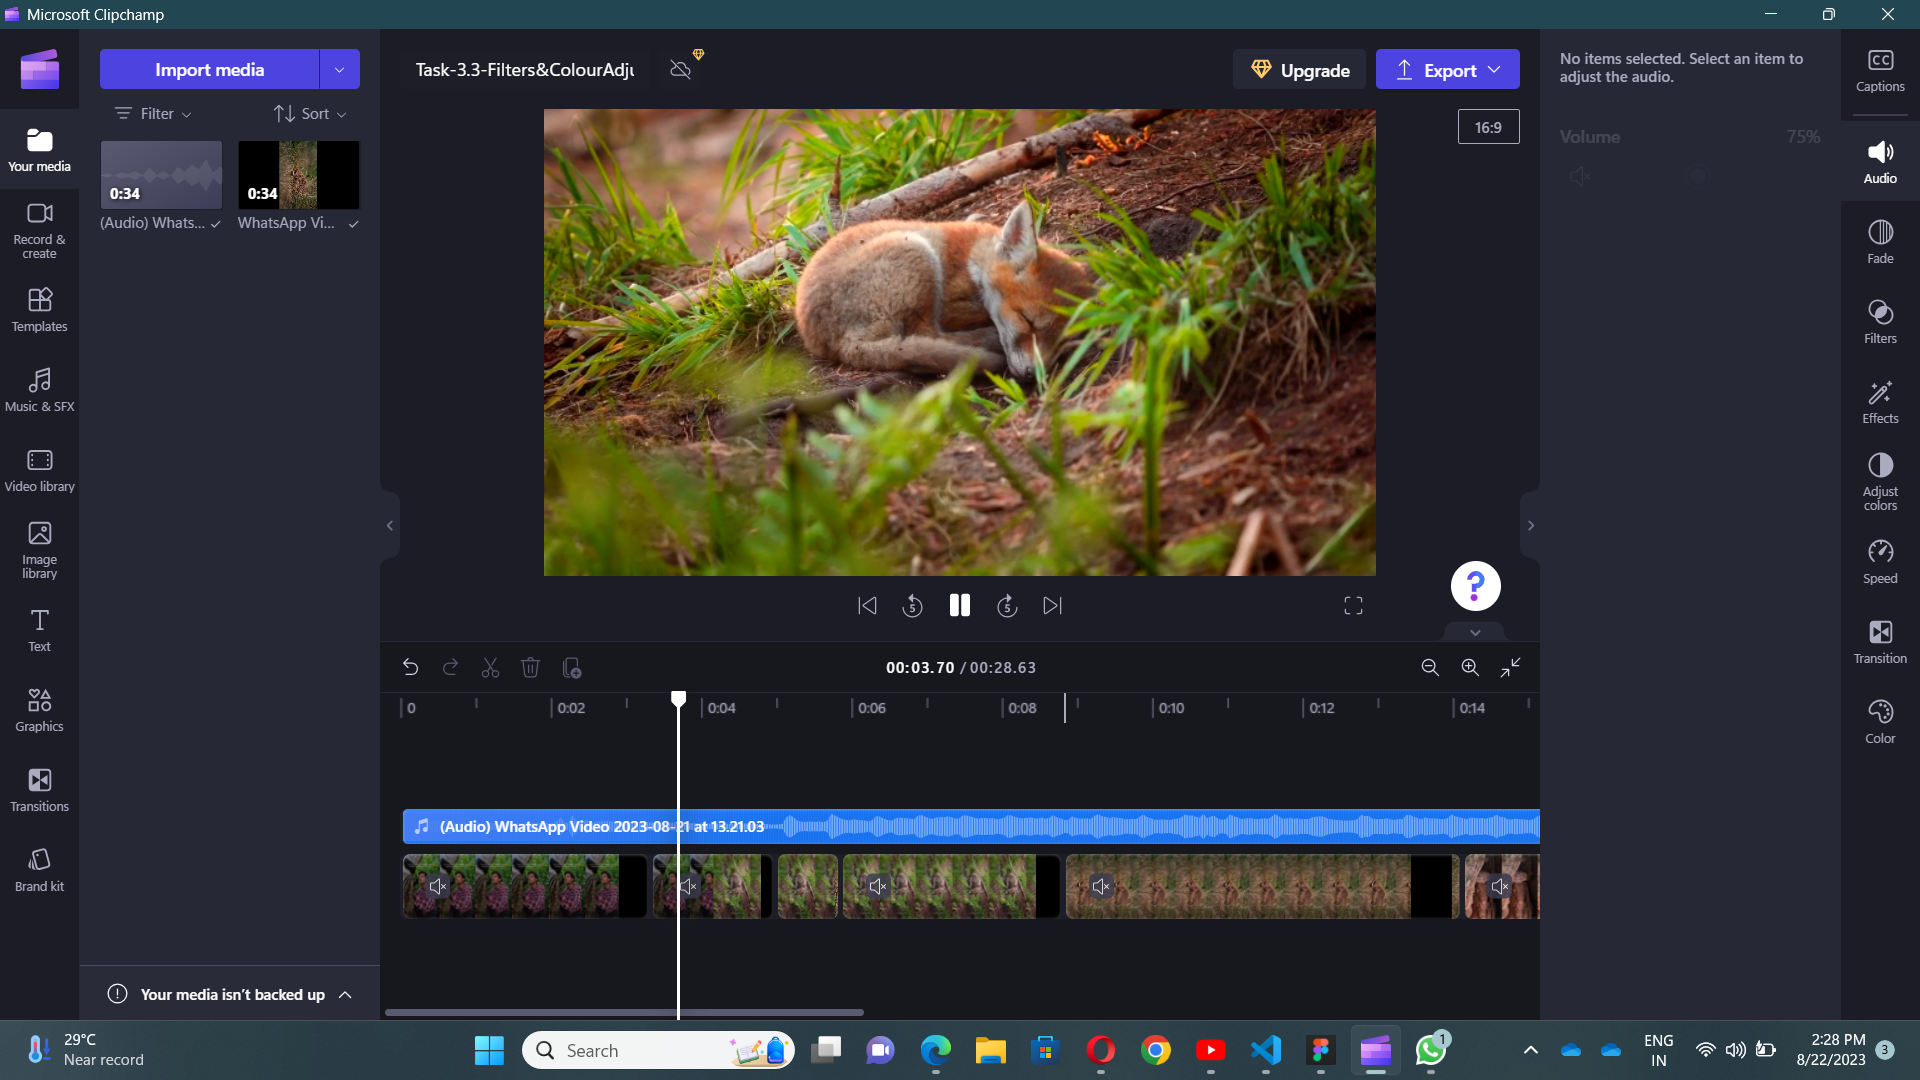 Microsoft Clipchamp
Import media
Filter
Sort
0:34
0:34
(Audio) Whats...
WhatsApp Vi...
Your media
Record &
create
Templates
Music & SFX
Video library
Image
library
Text
Graphics
Transitions
Brand kit
Your media isn't backed up
Task-3.3-Filters&ColourAdju
Upgrade
Export
16:9
5
5
?
00:03.70 / 00:28.63
0
0:02
0:04
0:06
0:08
0:10
0:12
0:14
(Audio) WhatsApp Video 2023-08-21 at 13.21.03
No items selected. Select an item to
adjust the audio.
Volume
75%
CC
Captions
Audio
Fade
Filters
Effects
Adjust
colors
Speed
Transition
Color
29°C
Near record
Search
1
ENG
IN
2:28 PM
8/22/2023
3